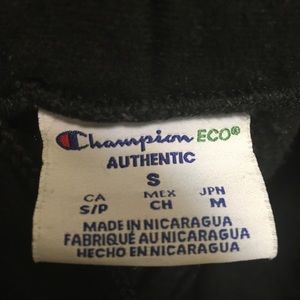 Champion ECO®
AUTHENTIC
S
CA MEX JPN
S/P CH M
MADE IN NICARAGUA
FABRIQUÉ AU NICARAGUA
HECHO EN NICARAGUA